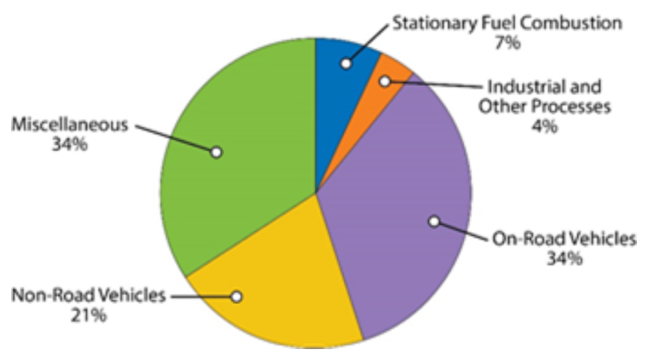 Stationary Fuel Combustion
7%
Industrial and
Other Processes
4%
Miscellaneous
34%
On-Road Vehicles
34%
Non-Road Vehicles
21%